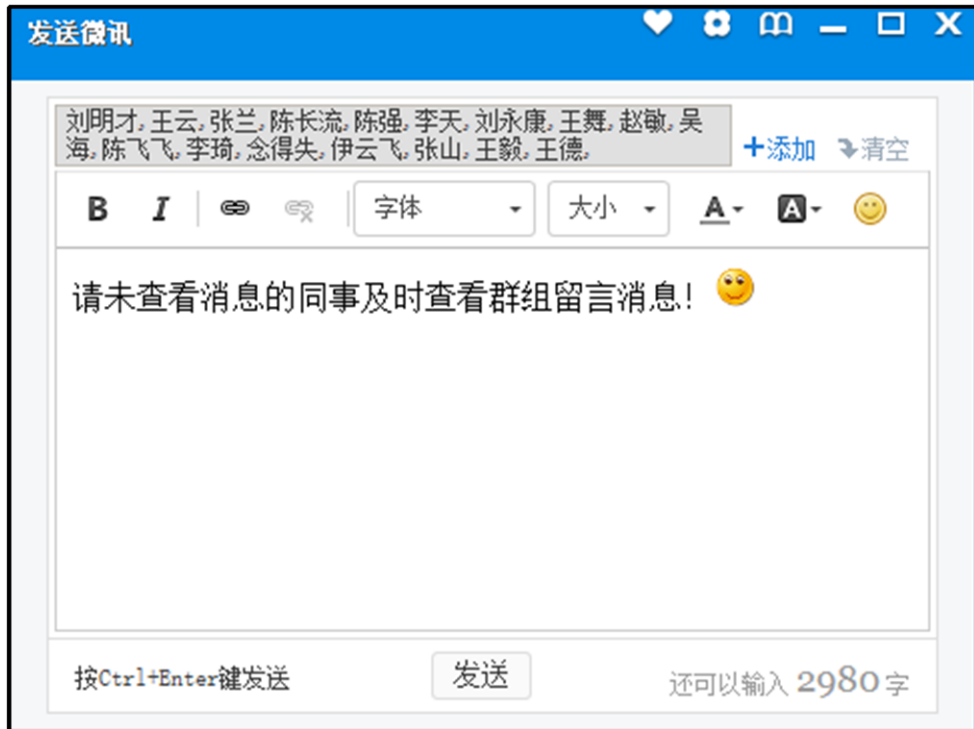 发送微讯
刘明才,王云,张兰,陈长流,陈强,李天,刘永康,王舞,赵敏,吴
海,陈飞飞,李琦,念得失,伊云飞,张山,王毅,王德,
+添加 清空
B I 字体 大小 A A
请未查看消息的同事及时查看群组留言消息!
按Ctrl+Enter键发送 发送 还可以输入 2980 字